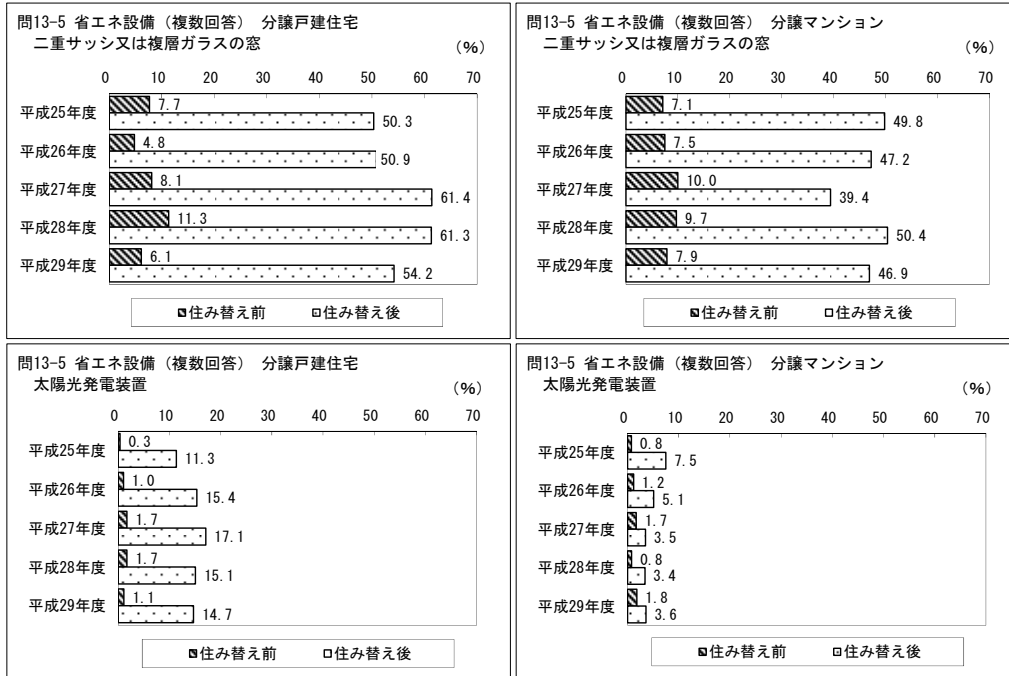 問13-5 省エネ設備（複数回答） 分譲戸建住宅
二重サッシ又は複層ガラスの窓
(%)
0 10 20 30 40 50 60 70
平成25年度 7.7 50.3
平成26年度 4.8 50.9
平成27年度 8.1 61.4
平成28年度 11.3 61.3
平成29年度 6.1 54.2
住み替え前 住み替え後
問13-5 省エネ設備（複数回答） 分譲マンション
二重サッシ又は複層ガラスの窓
(%)
0 10 20 30 40 50 60 70
平成25年度 7.1 49.8
平成26年度 7.5 47.2
平成27年度 10.0 39.4
平成28年度 9.7 50.4
平成29年度 7.9 46.9
住み替え前 住み替え後
問13-5 省エネ設備（複数回答） 分譲戸建住宅
太陽光発電装置
(%)
0 10 20 30 40 50 60 70
平成25年度 0.3 11.3
平成26年度 1.0 15.4
平成27年度 1.7 17.1
平成28年度 1.7 15.1
平成29年度 1.1 14.7
住み替え前 住み替え後
問13-5 省エネ設備（複数回答） 分譲マンション
太陽光発電装置
(%)
0 10 20 30 40 50 60 70
平成25年度 0.8 7.5
平成26年度 1.2 5.1
平成27年度 1.7 3.5
平成28年度 0.8 3.4
平成29年度 1.8 3.6
住み替え前 住み替え後